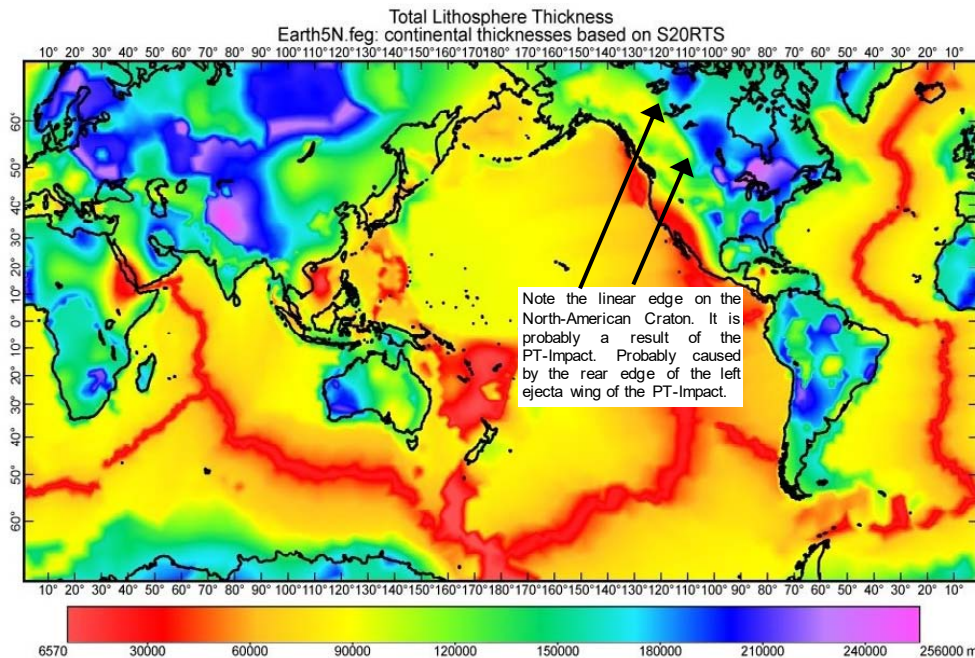 Total Lithosphere Thickness
Earth5N.feg: continental thicknesses based on S20RTS
10° 20° 30° 40° 50° 60° 70° 80° 90° 100° 110° 120° 130° 140° 150° 160° 170° 180° 170° 160° 150° 140° 130° 120° 110° 100° 90° 80° 70° 60° 50° 40° 30° 20° 10°
60°
50°
40°
30°
20°
10°
0°
10°
20°
30°
40°
50°
60°
Note the linear edge on the
North-American Craton. It is
probably a result of the
PT-Impact. Probably caused
by the rear edge of the left
ejecta wing of the PT-Impact.
10° 20° 30° 40° 50° 60° 70° 80° 90° 100° 110° 120° 130° 140° 150° 160° 170° 180° 170° 160° 150° 140° 130° 120° 110° 100° 90° 80° 70° 60° 50° 40° 30° 20° 10°
6570 30000 60000 90000 120000 150000 180000 210000 240000 256000 m